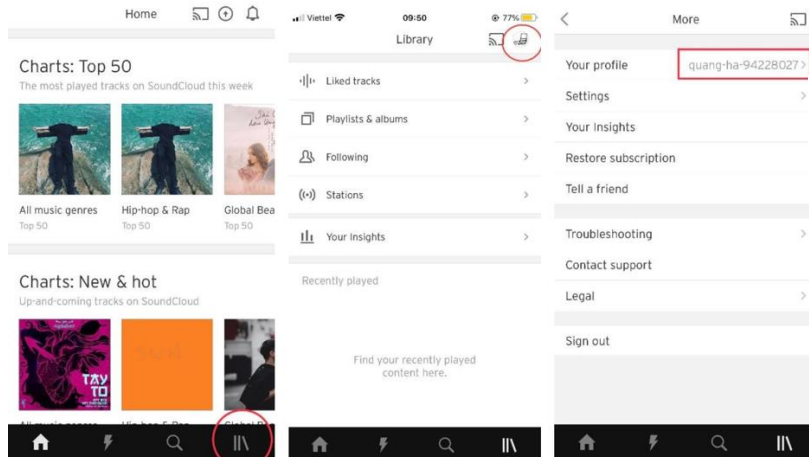 Home
Charts: Top 50
The most played tracks on SoundCloud this week
All music genres
Top 50
Hip-hop & Rap
Top 50
Global Bea
Top 50
Charts: New & hot
Up-and-coming tracks on SoundCloud
TAY
TO
Viettel
09:50
77%
Library
Liked tracks
Playlists & albums
Following
Stations
Your Insights
Recently played
Find your recently played
content here.
More
Your profile
quang-ha-94228027
Settings
Your Insights
Restore subscription
Tell a friend
Troubleshooting
Contact support
Legal
Sign out